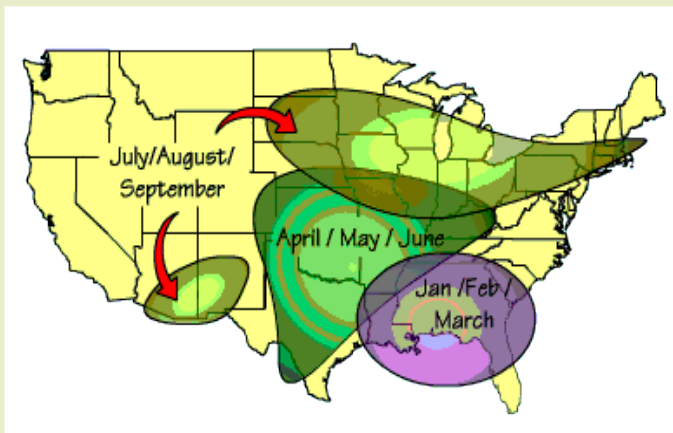 July/August/
September
April / May / June
Jan /Feb /
March